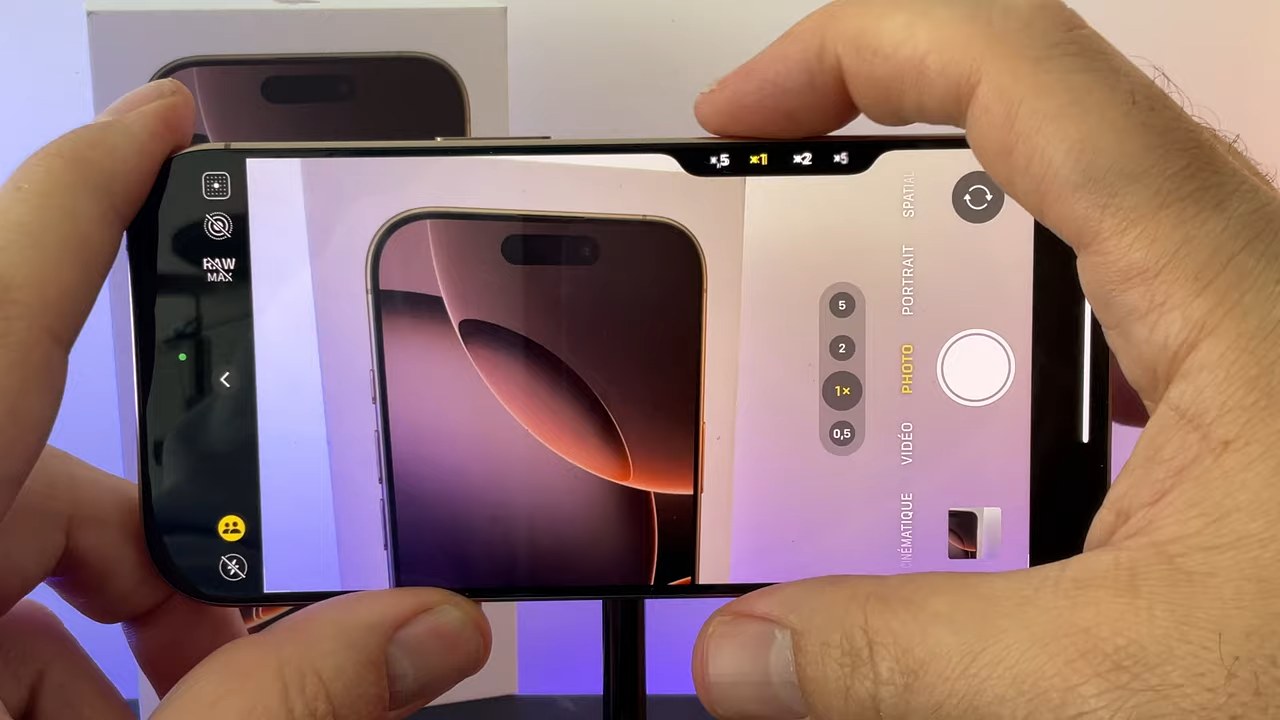 ×,5 ×1 ×2 ×5
RAW
MAX
5
2
1×
0,5
SPATIAL
PORTRAIT
PHOTO
VIDÉO
CINÉMATIQUE